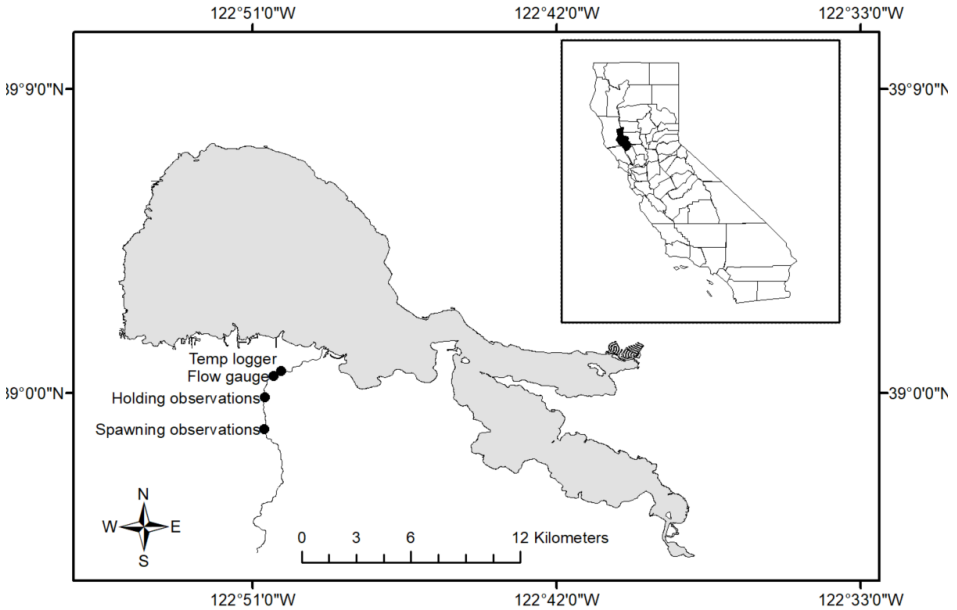 122°51'0"W 122°42'0"W 122°33'0"W
39°9'0"N 39°9'0"N
Temp logger
Flow gauge
39°0'0"N Holding observations 39°0'0"N
Spawning observations
N
W E
S
0 3 6 12 Kilometers
122°51'0"W 122°42'0"W 122°33'0"W